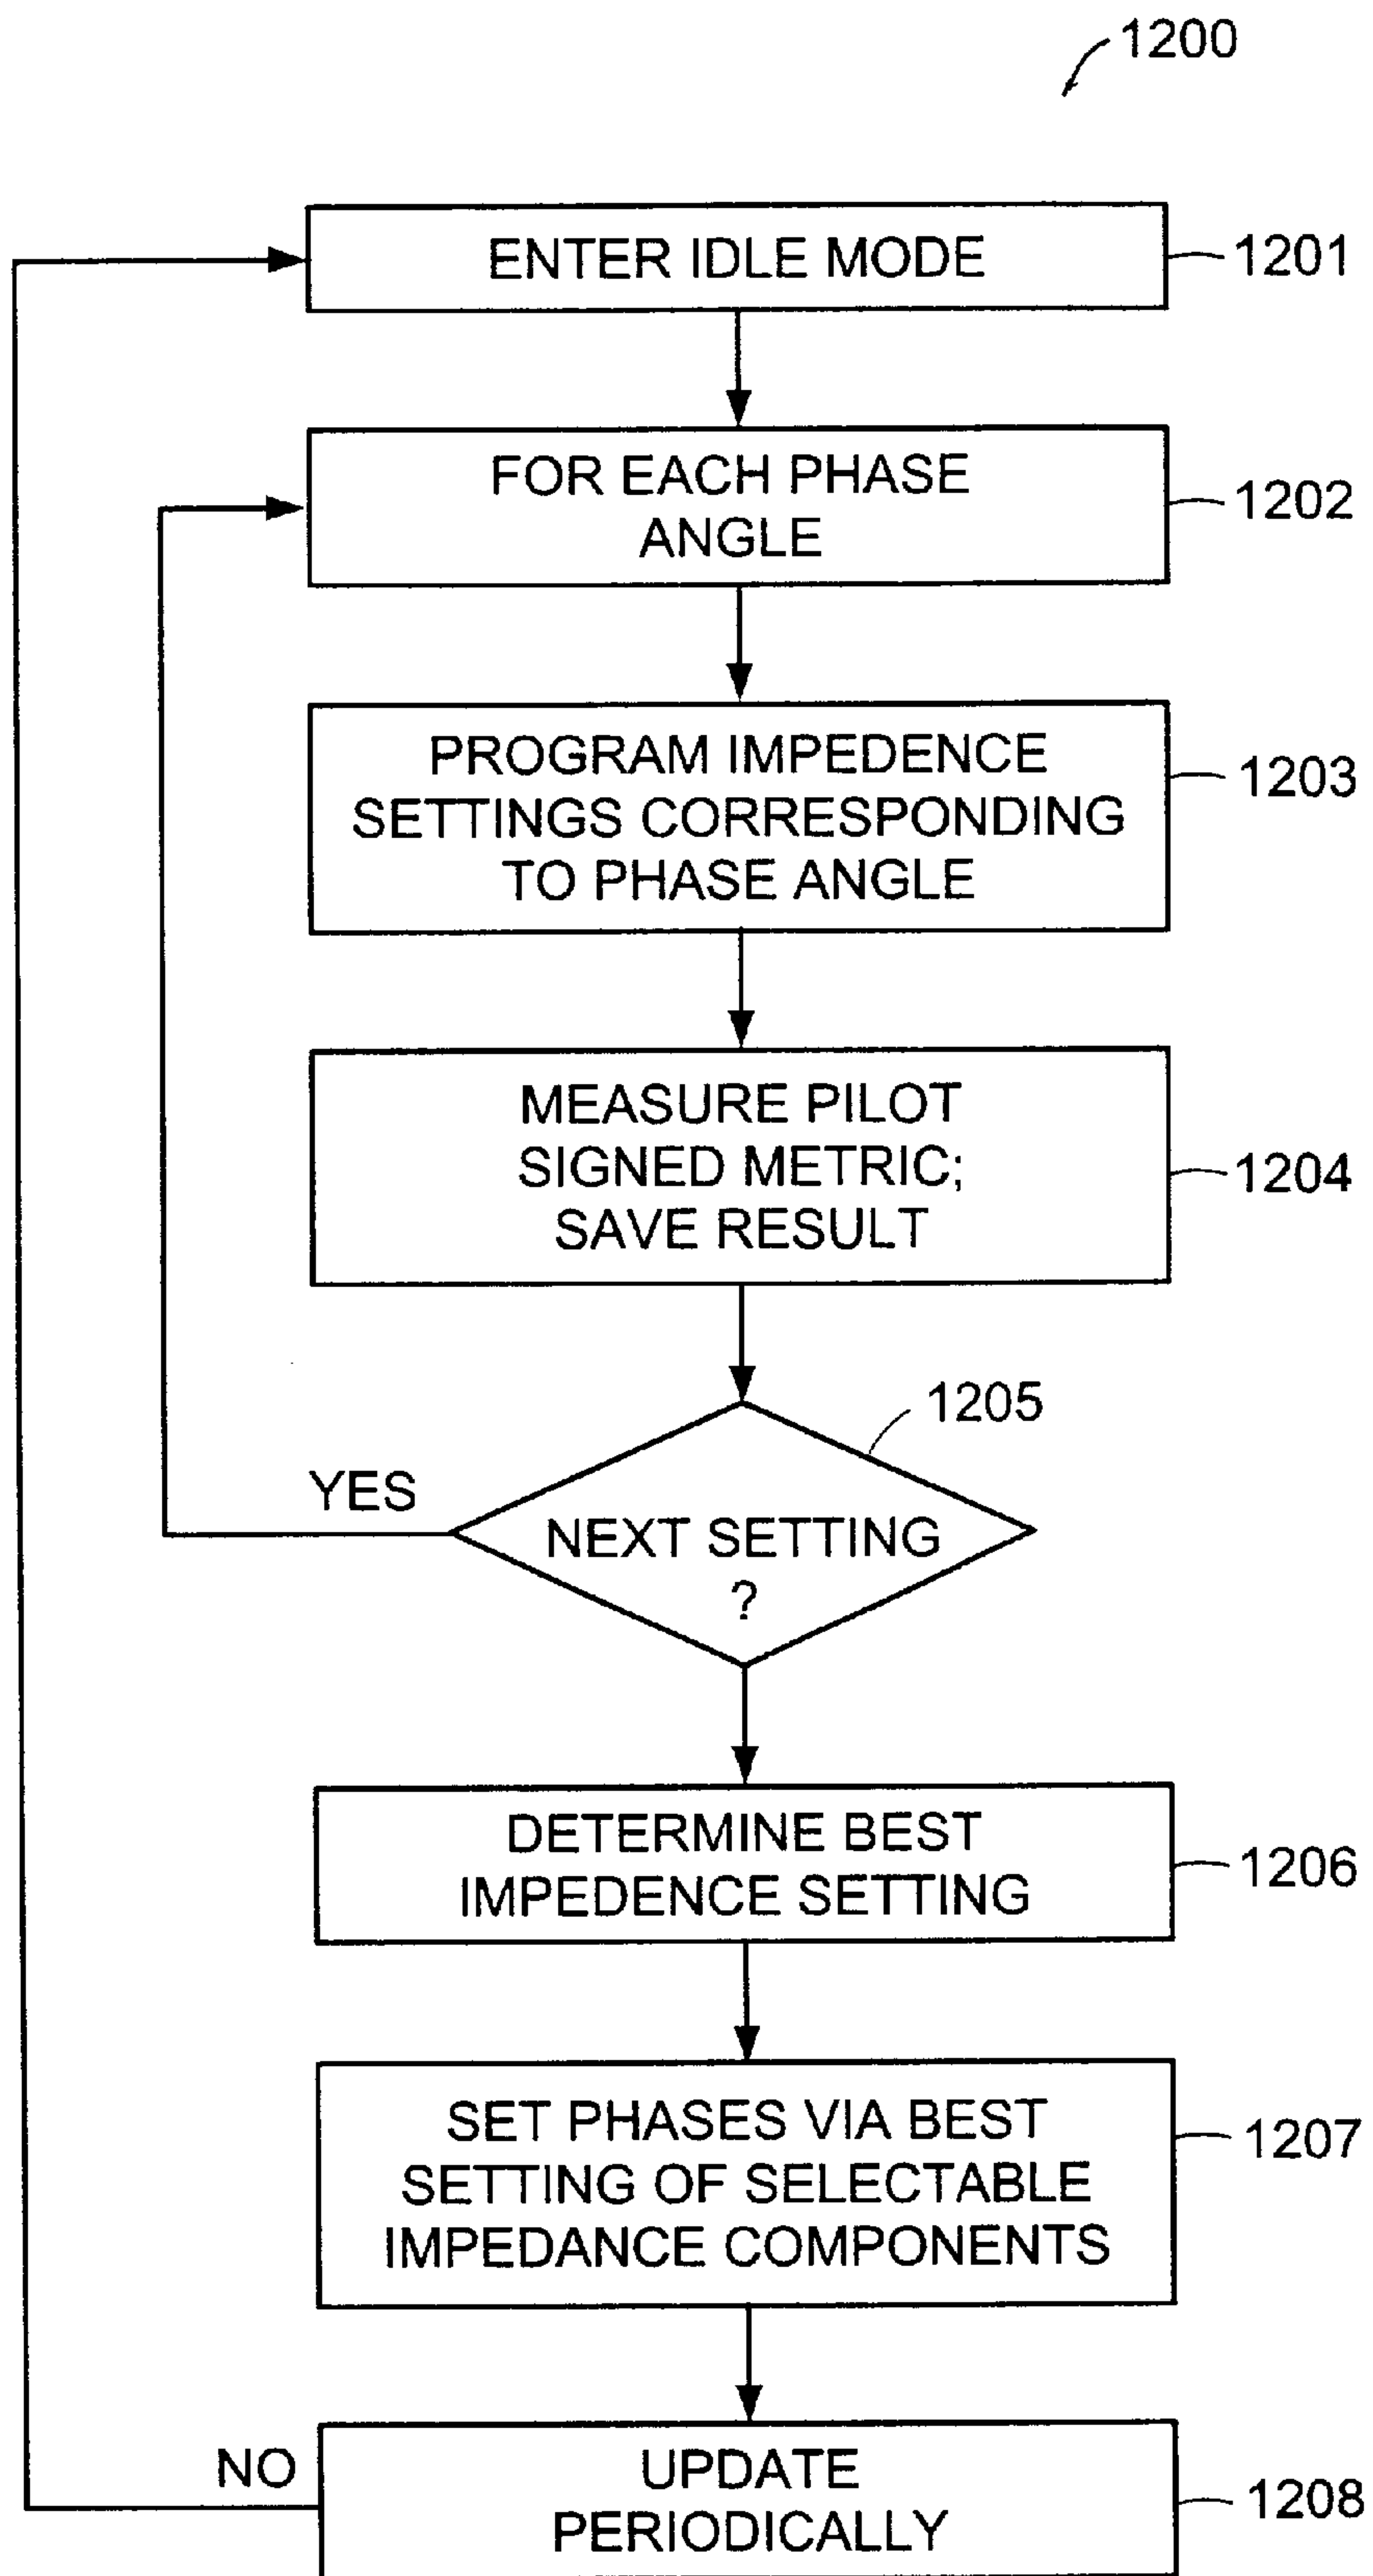 1200
ENTER IDLE MODE
1201
FOR EACH PHASE
ANGLE
1202
PROGRAM IMPEDENCE
SETTINGS CORRESPONDING
TO PHASE ANGLE
1203
MEASURE PILOT
SIGNED METRIC;
SAVE RESULT
1204
1205
YES
NEXT SETTING
?
DETERMINE BEST
IMPEDENCE SETTING
1206
SET PHASES VIA BEST
SETTING OF SELECTABLE
IMPEDANCE COMPONENTS
1207
NO
UPDATE
PERIODICALLY
1208